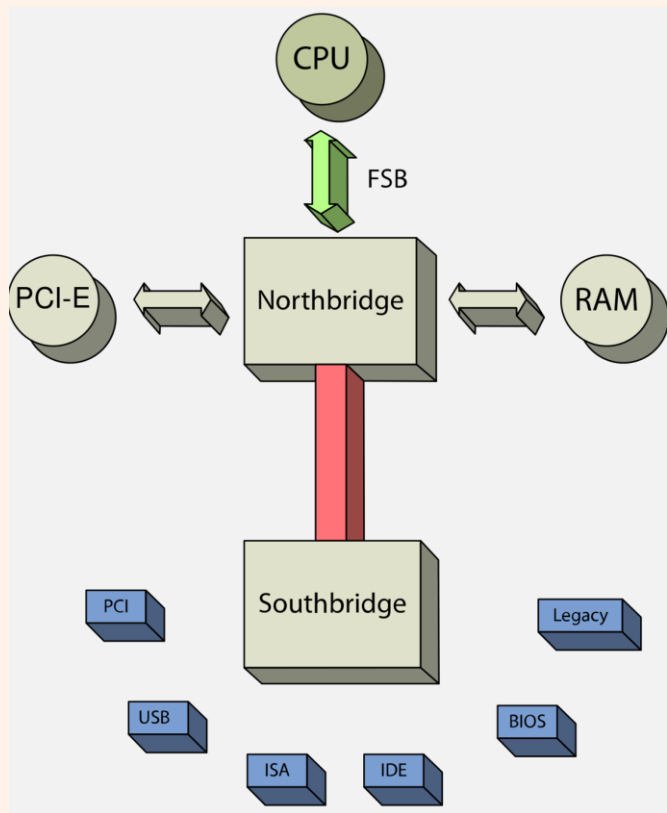 CPU
FSB
PCI-E
Northbridge
RAM
Southbridge
PCI
Legacy
USB
BIOS
ISA
IDE